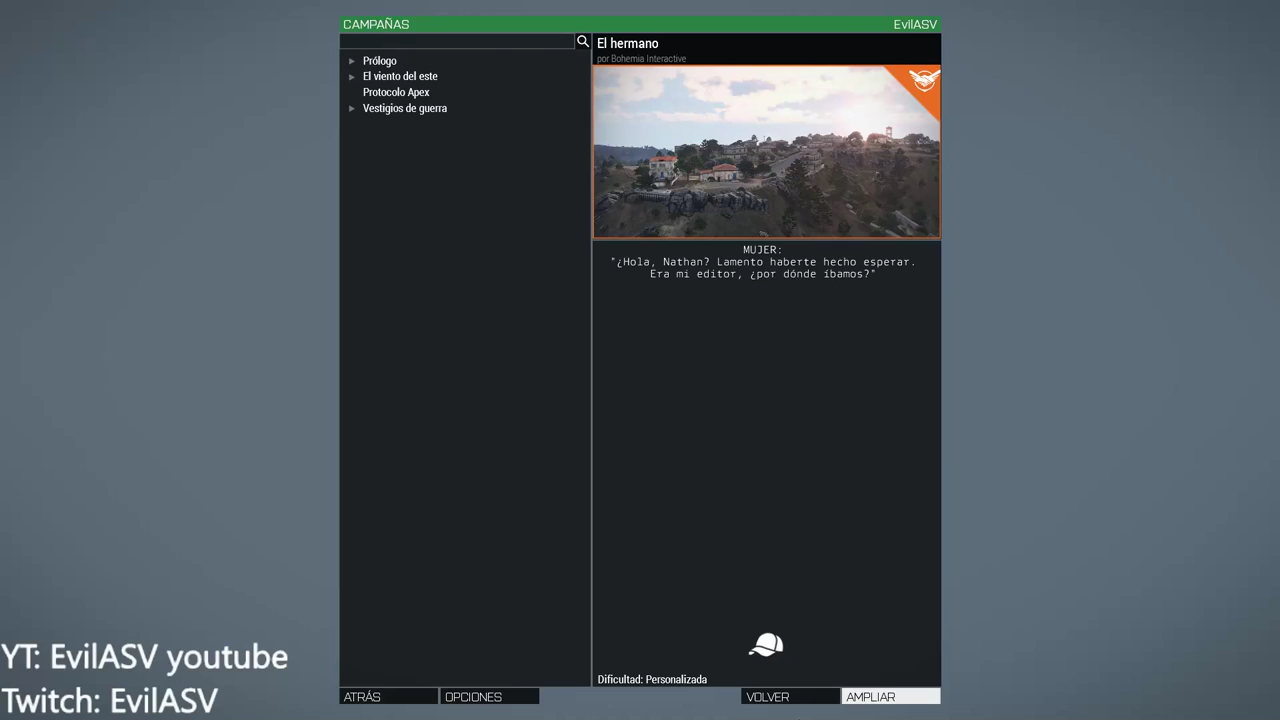 CAMPAÑAS
EvilASV
Prólogo
El viento del este
Protocolo Apex
Vestigios de guerra
El hermano
por Bohemia Interactive
MUJER:
"¿Hola, Nathan? Lamento haberte hecho esperar.
Era mi editor, ¿por dónde íbamos?"
Dificultad: Personalizada
ATRÁS
OPCIONES
VOLVER
AMPLIAR
YT: EvilASV youtube
Twitch: EvilASV